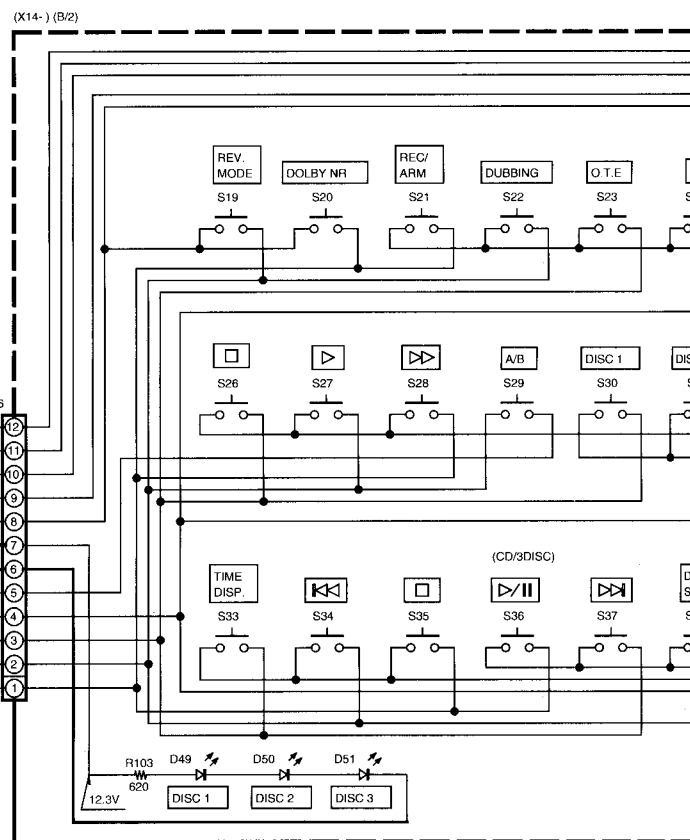 (X14- ) (B/2)
REV. MODE
DOLBY NR
REC/ ARM
DUBBING
O.T.E
S19
S20
S21
S22
S23
A/B
DISC 1
S26
S27
S28
S29
S30
12
11
10
9
8
7
6
5
4
3
2
1
(CD/3DISC)
TIME DISP.
S33
S34
S35
S36
S37
R103
620
D49
D50
D51
12.3V
DISC 1
DISC 2
DISC 3